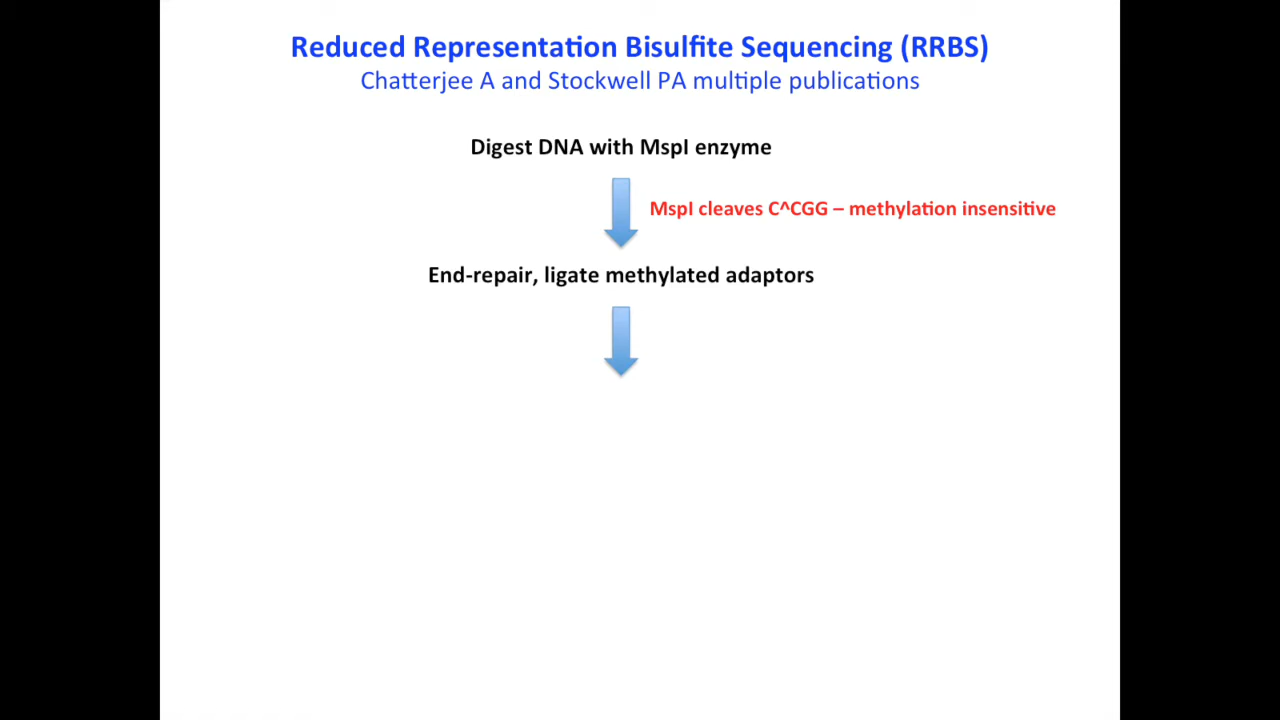 Reduced Representation Bisulfite Sequencing (RRBS)
Chatterjee A and Stockwell PA multiple publications
Digest DNA with MspI enzyme
MspI cleaves C^CGG – methylation insensitive
End-repair, ligate methylated adaptors